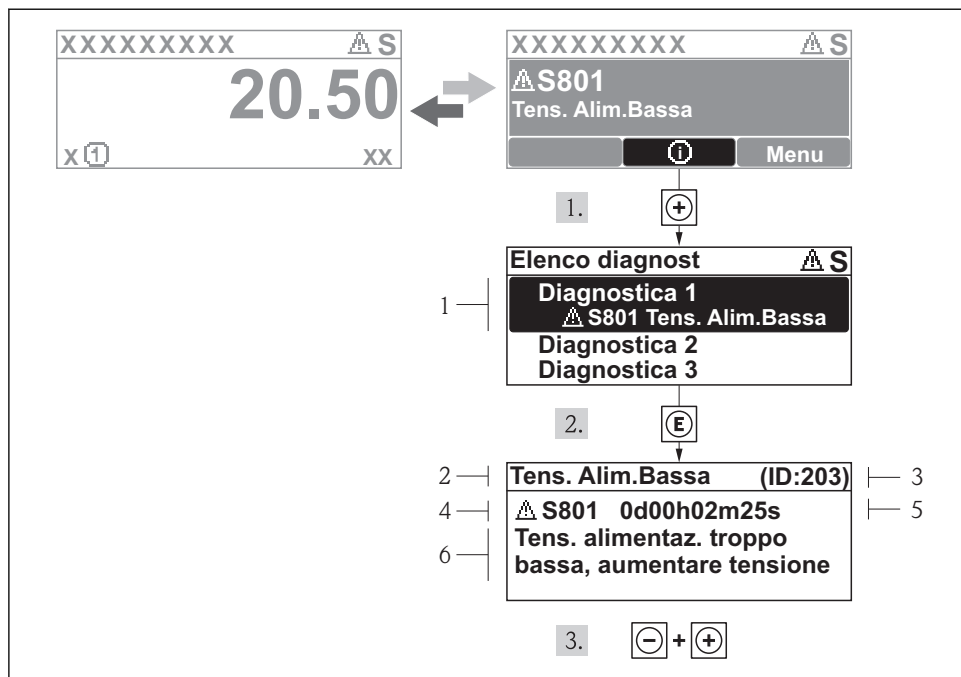 XXXXXXXXX ⚠ S
20.50
X ① XX
XXXXXXXXX ⚠ S
⚠S801
Tens. Alim.Bassa
ⓘ Menu
1. +
Elenco diagnost ⚠ S
1
Diagnostica 1
⚠ S801 Tens. Alim.Bassa
Diagnostica 2
Diagnostica 3
2. E
2 Tens. Alim.Bassa (ID:203) 3
4 ⚠ S801 0d00h02m25s 5
6
Tens. alimentaz. troppo
bassa, aumentare tensione
3. - + +